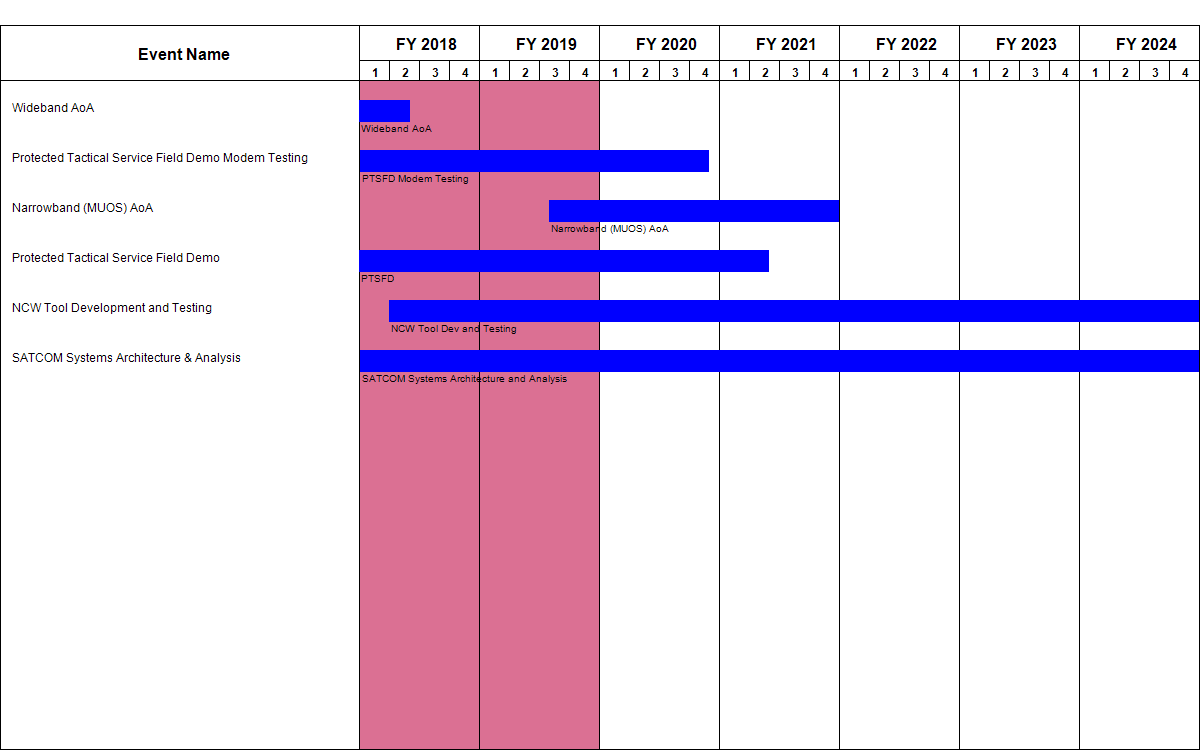 Event Name FY 2018 FY 2019 FY 2020 FY 2021 FY 2022 FY 2023 FY 2024
1 2 3 4 1 2 3 4 1 2 3 4 1 2 3 4 1 2 3 4 1 2 3 4 1 2 3 4
Wideband AoA
Wideband AoA
Protected Tactical Service Field Demo Modem Testing
PTSFD Modem Testing
Narrowband (MUOS) AoA
Narrowband (MUOS) AoA
Protected Tactical Service Field Demo
PTSFD
NCW Tool Development and Testing
NCW Tool Dev and Testing
SATCOM Systems Architecture & Analysis
SATCOM Systems Architecture and Analysis